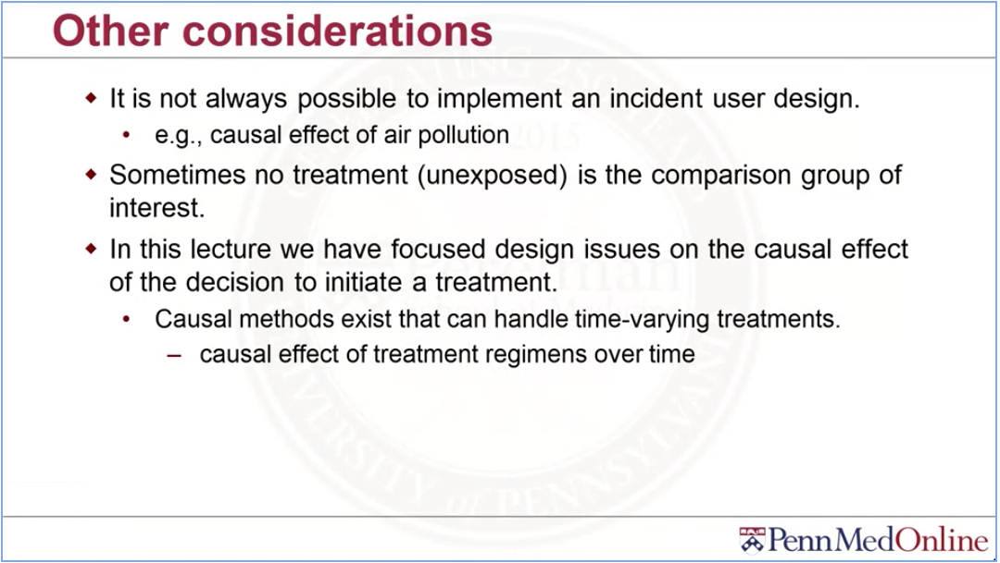 Other considerations
It is not always possible to implement an incident user design.
e.g., causal effect of air pollution
Sometimes no treatment (unexposed) is the comparison group of
interest.
In this lecture we have focused design issues on the causal effect
of the decision to initiate a treatment.
Causal methods exist that can handle time-varying treatments.
– causal effect of treatment regimens over time
PennMedOnline